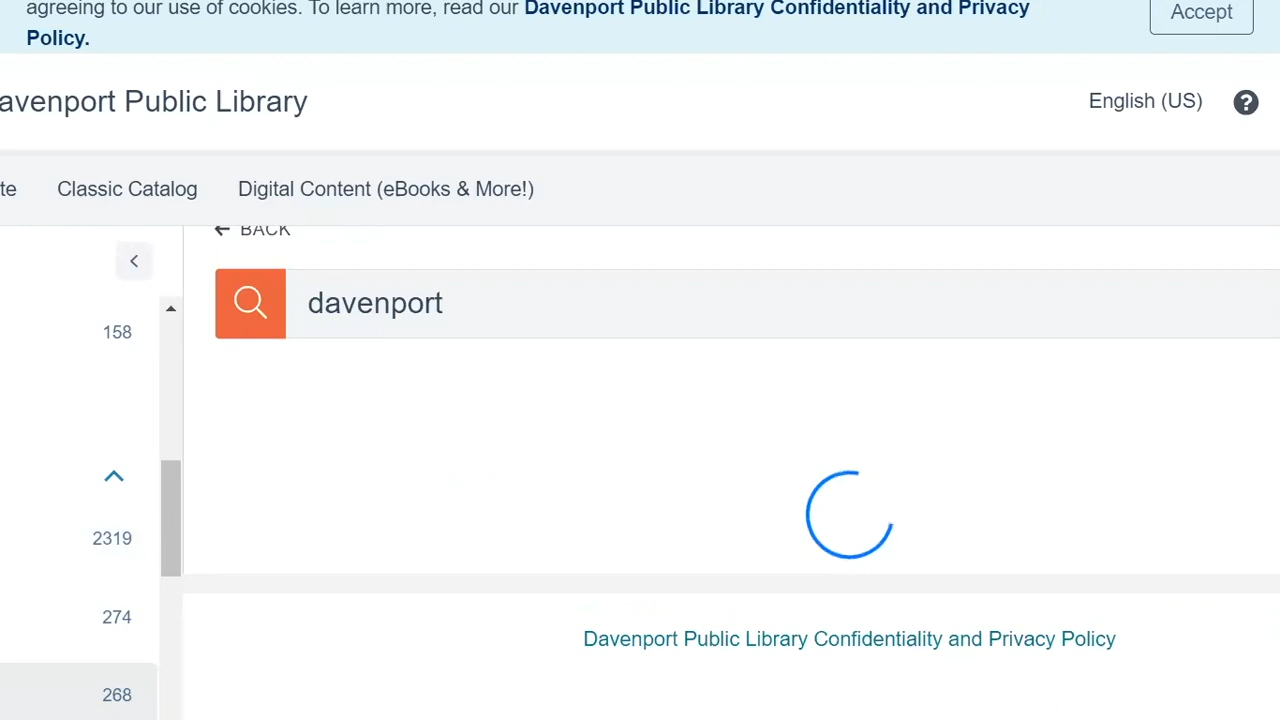 agreeing to our use of cookies. To learn more, read our Davenport Public Library Confidentiality and Privacy
Policy.
Accept
avenport Public Library
English (US)
?
te
Classic Catalog
Digital Content (eBooks & More!)
BACK
158
davenport
2319
274
Davenport Public Library Confidentiality and Privacy Policy
268